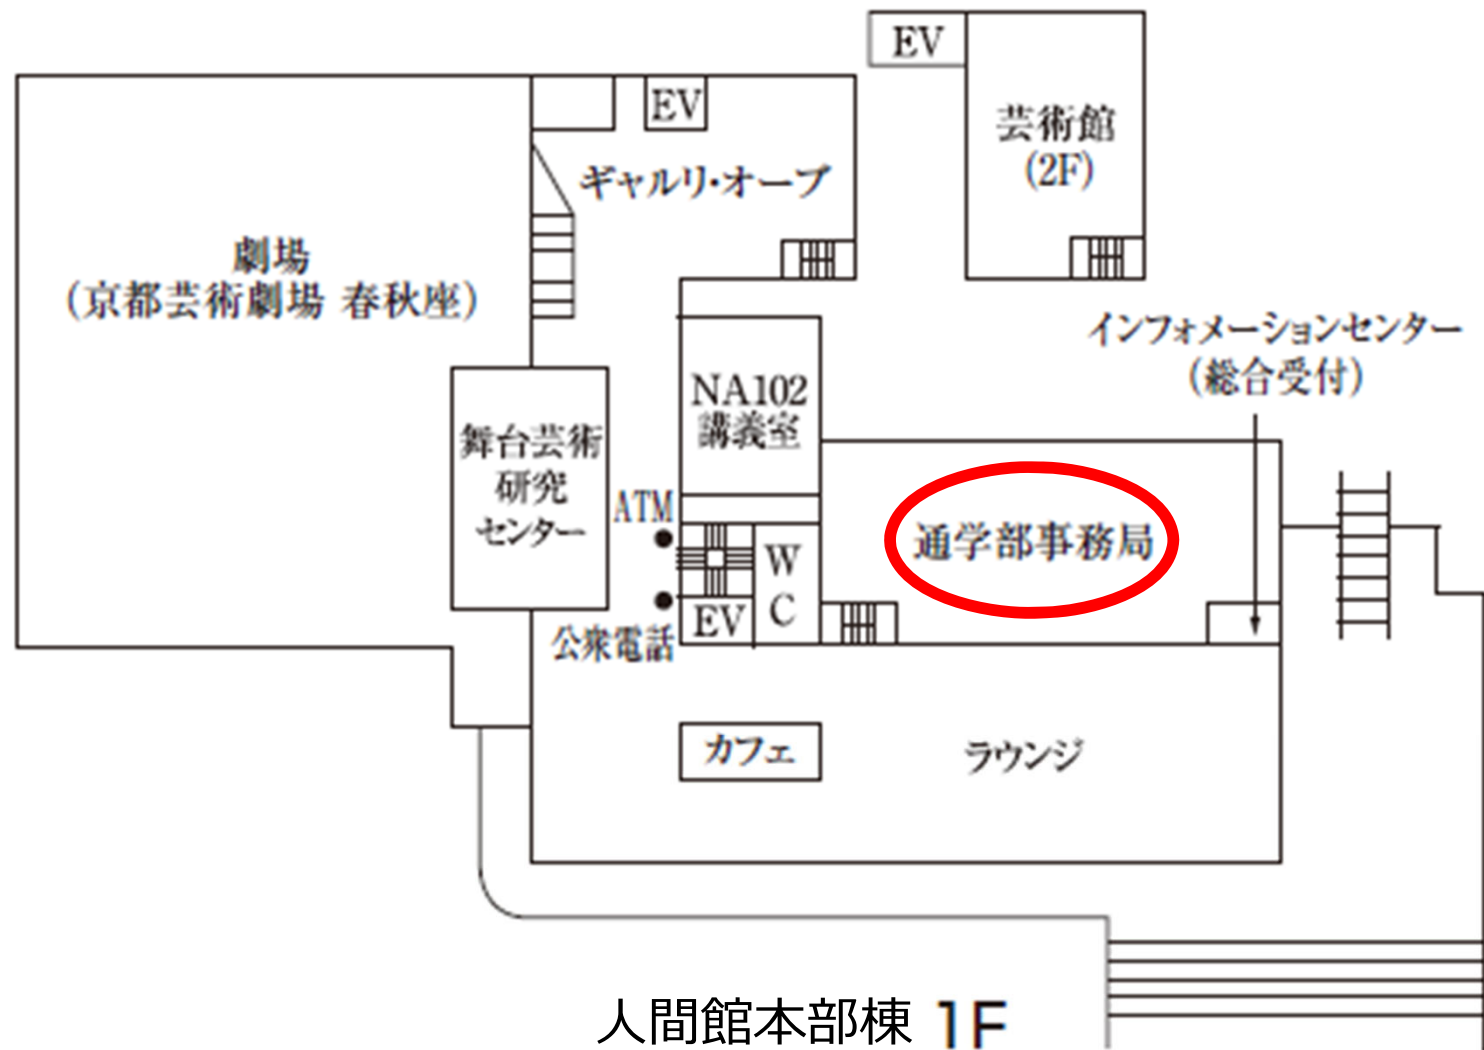 EV
芸術館
(2F)
EV
ギャルリ・オーブ
劇場
(京都芸術劇場 春秋座)
インフォメーションセンター
(総合受付)
NA102
講義室
舞台芸術
研究
センター
ATM
通学部事務局
W
C
EV
公衆電話
カフェ
ラウンジ
人間館本部棟 1F